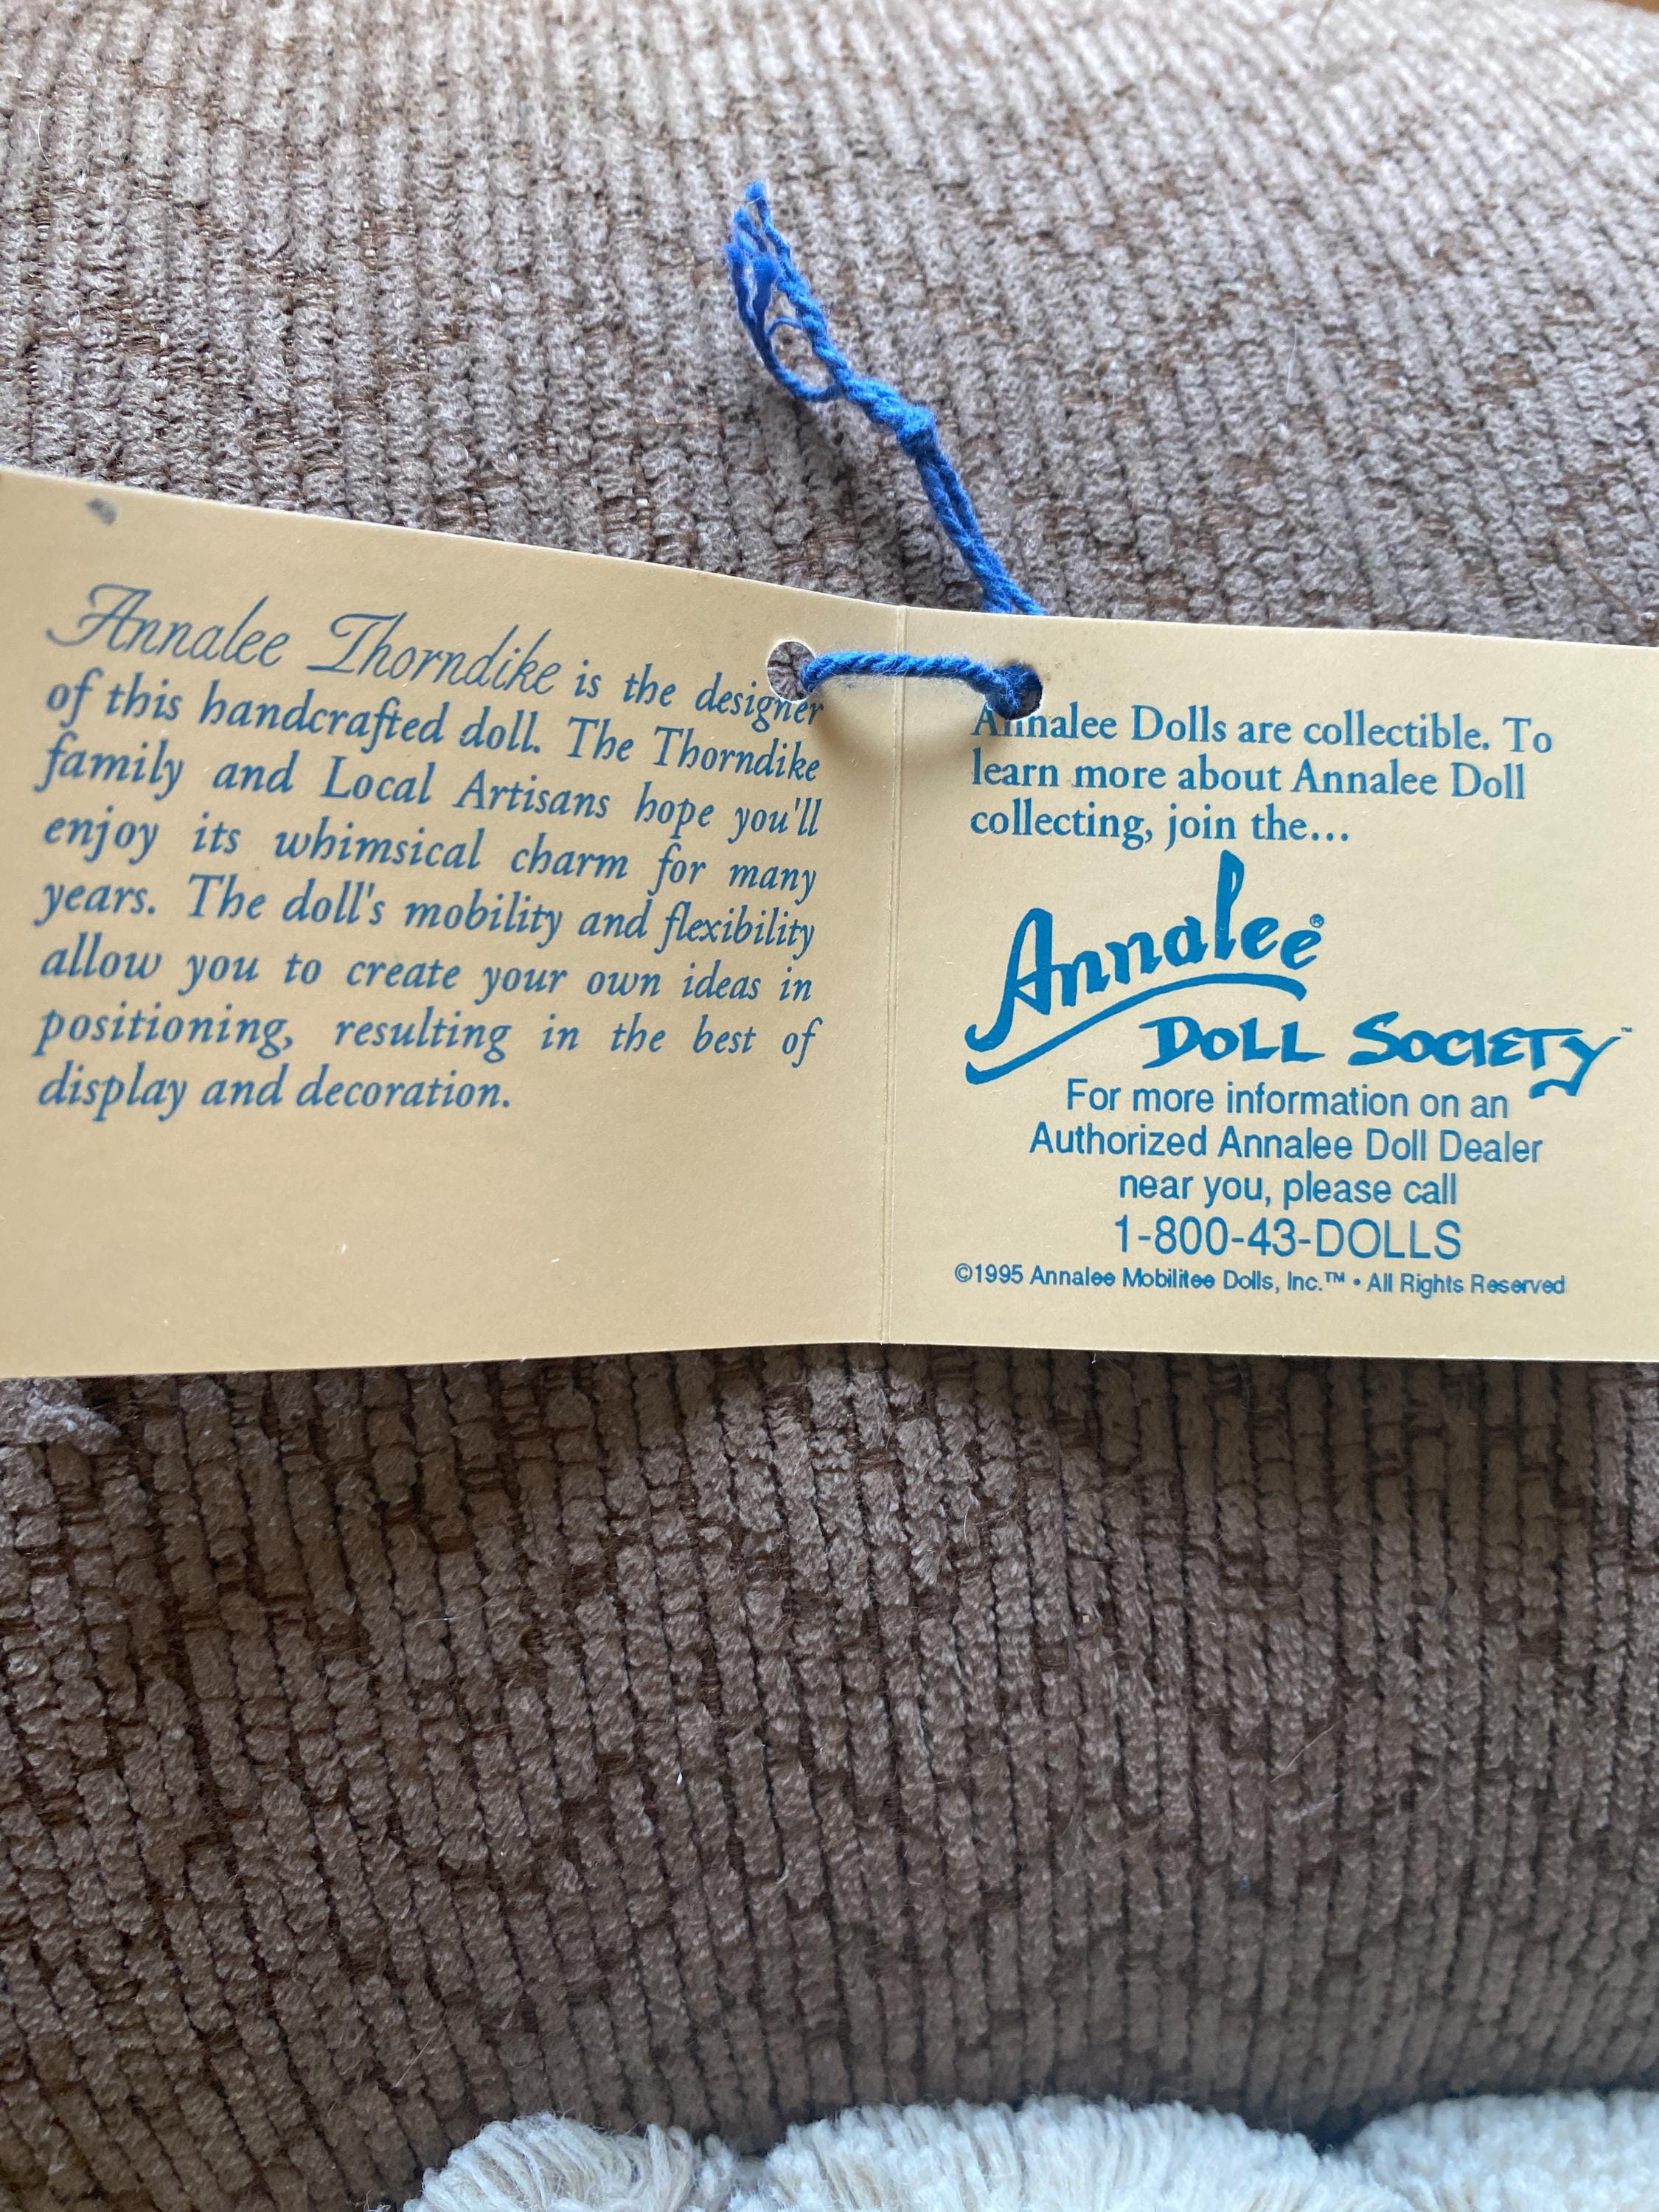 Annalee Thorndike is the designer
of this handcrafted doll. The Thorndike
family and Local Artisans hope you'll
enjoy its whimsical charm for many
years. The doll's mobility and flexibility
allow you to create your own ideas in
positioning, resulting in the best of
display and decoration.
Annalee Dolls are collectible. To
learn more about Annalee Doll
collecting, join the...
Annalee®
DOLL SOCIETY™
For more information on an
Authorized Annalee Doll Dealer
near you, please call
1-800-43-DOLLS
©1995 Annalee Mobilitee Dolls, Inc.™ • All Rights Reserved